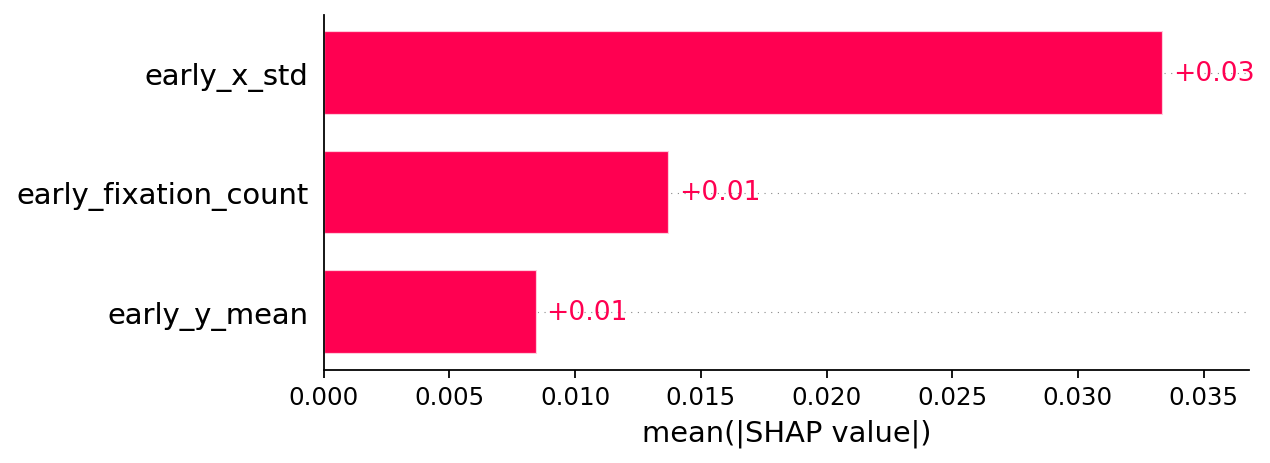 early_x_std
+0.03
early_fixation_count
+0.01
early_y_mean
+0.01
0.000 0.005 0.010 0.015 0.020 0.025 0.030 0.035
mean(|SHAP value|)